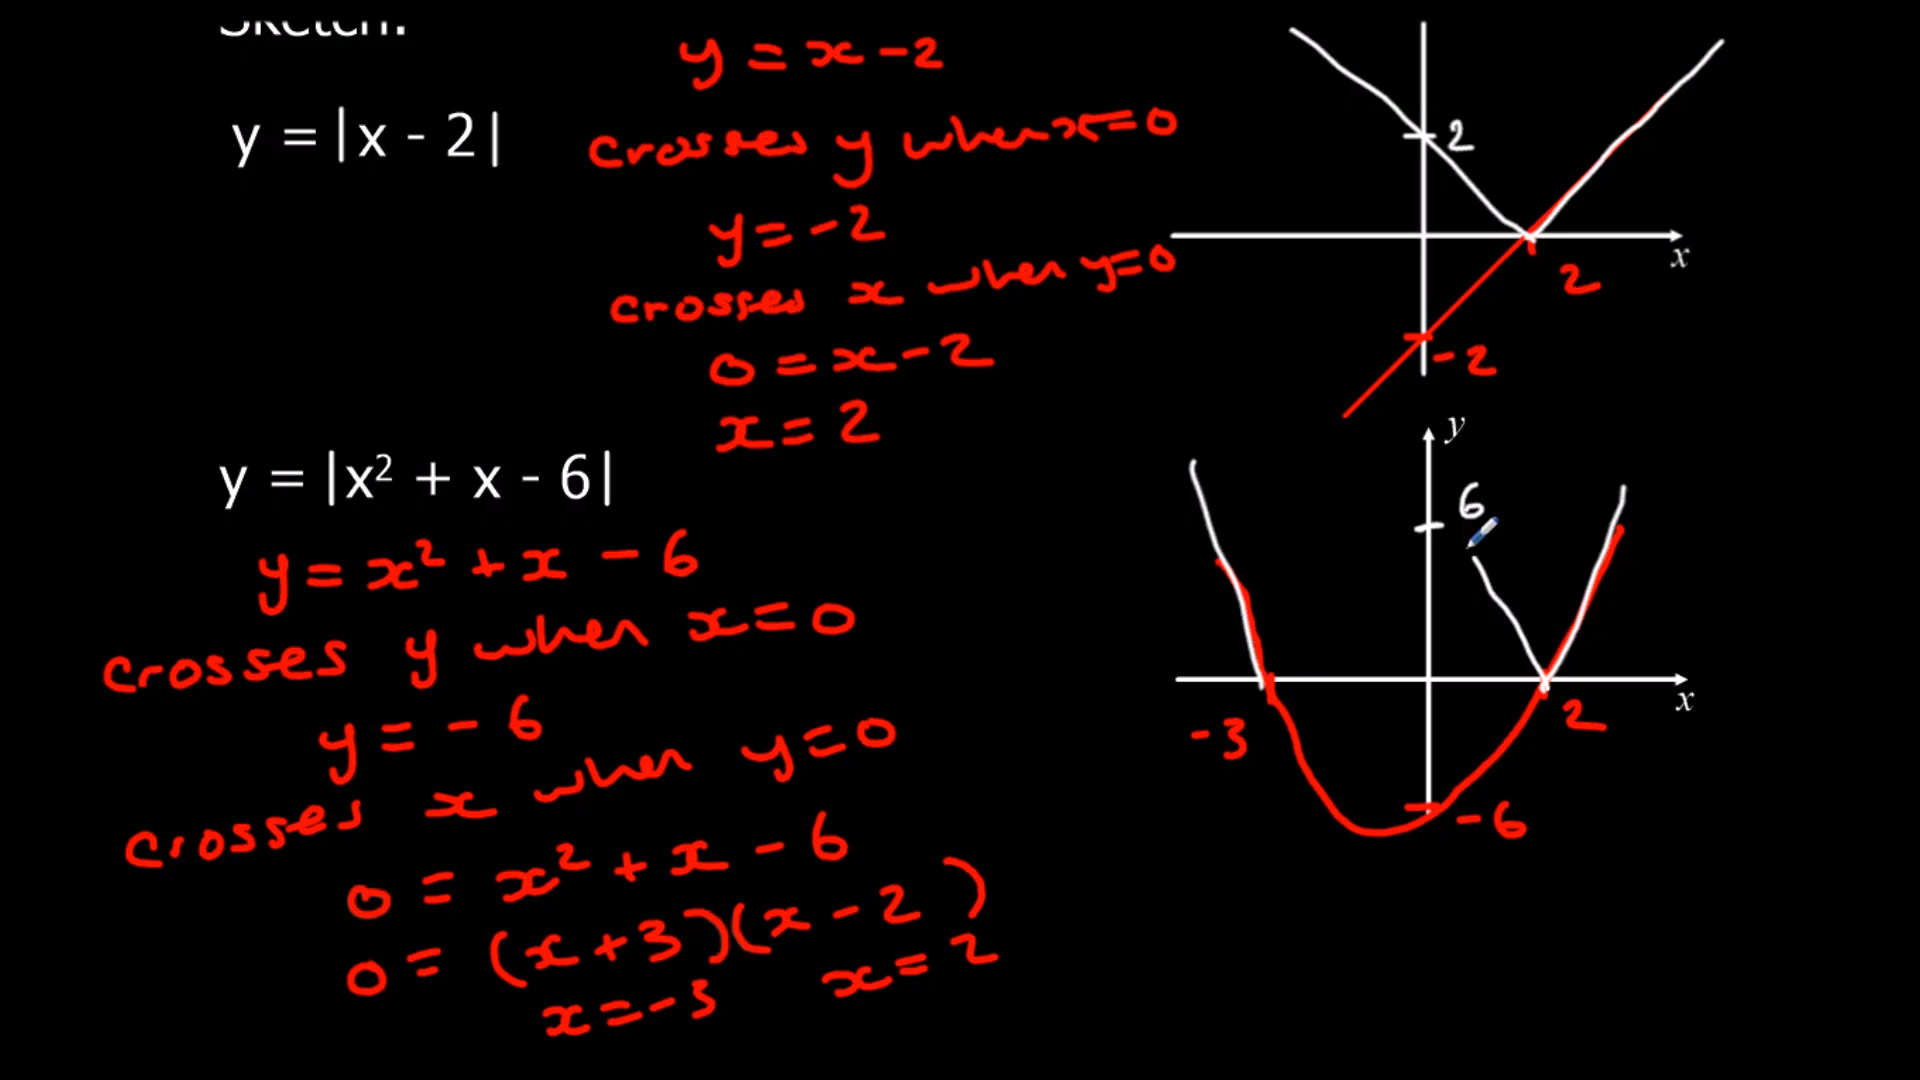 Sketch:
y = |x - 2|
y = x - 2
crosses y when x = 0
y = - 2
crosses x when y = 0
0 = x - 2
x = 2
2
x
2
- 2
y = |x² + x - 6|
y = x² + x - 6
crosses y when x = 0
y = - 6
crosses x when y = 0
0 = x² + x - 6
0 = (x + 3)(x - 2)
x = - 3 x = 2
y
6
x
- 3
2
- 6